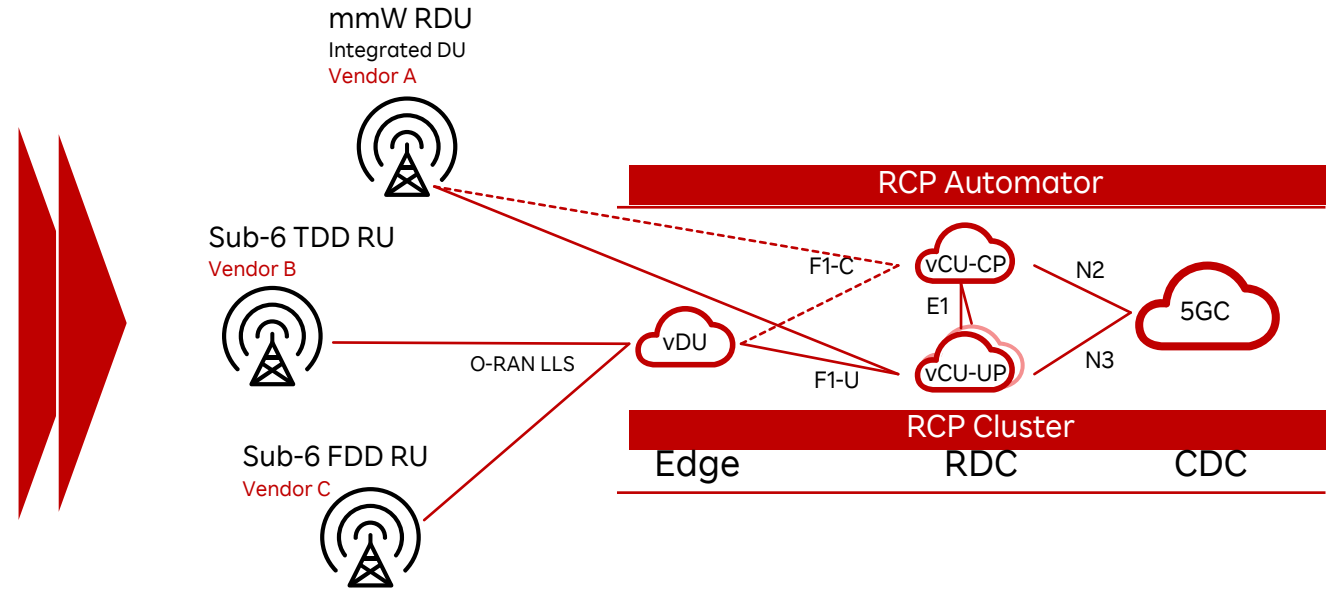 mmW RDU
Integrated DU
Vendor A
RCP Automator
Sub-6 TDD RU
Vendor B
F1-C
vCU-CP
N2
E1
5GC
vDU
O-RAN LLS
F1-U
vCU-UP
N3
RCP Cluster
Sub-6 FDD RU
Vendor C
Edge
RDC
CDC